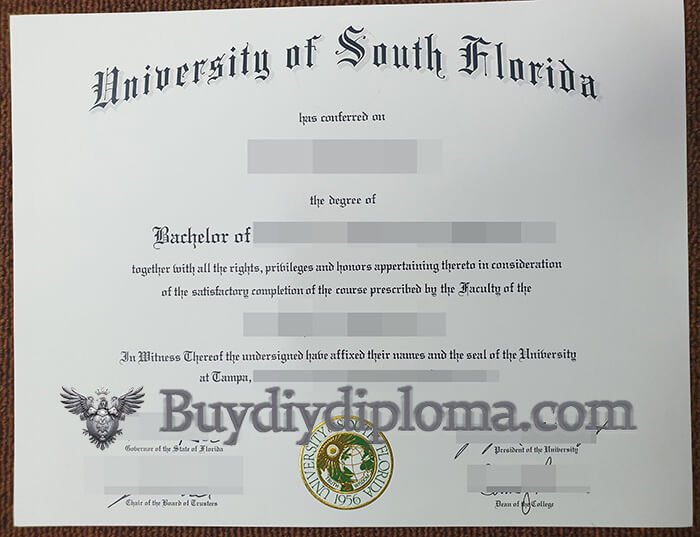 University of South Florida
has conferred on
the degree of
Bachelor of
together with all the rights, privileges and honors appertaining thereto in consideration
of the satisfactory completion of the course prescribed by the Faculty of the
In Witness Thereof the undersigned have affixed their names and the seal of the University
at Tampa,
Buydiydiploma.com
Governor of the State of Florida
President of the University
UNIVERSITY OF SOUTH FLORIDA
1956
Chair of the Board of Trustees
Dean of the College